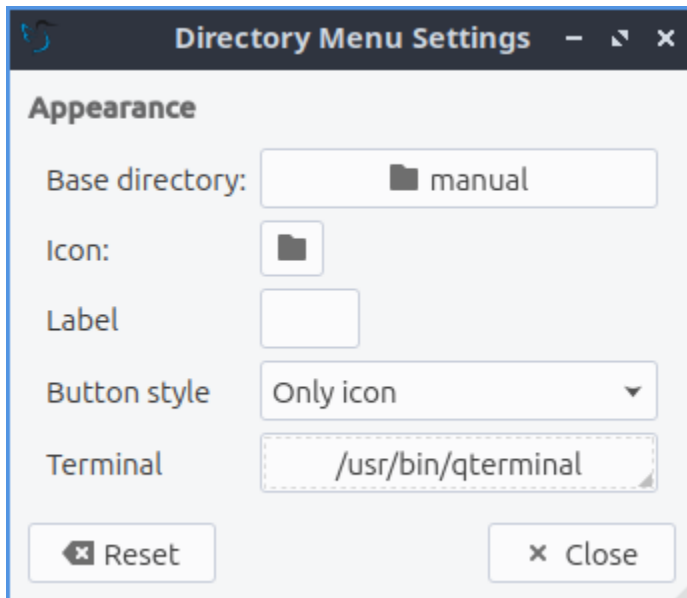 Directory Menu Settings
Appearance
Base directory: manual
Icon:
Label
Button style Only icon
Terminal /usr/bin/qterminal
Reset Close